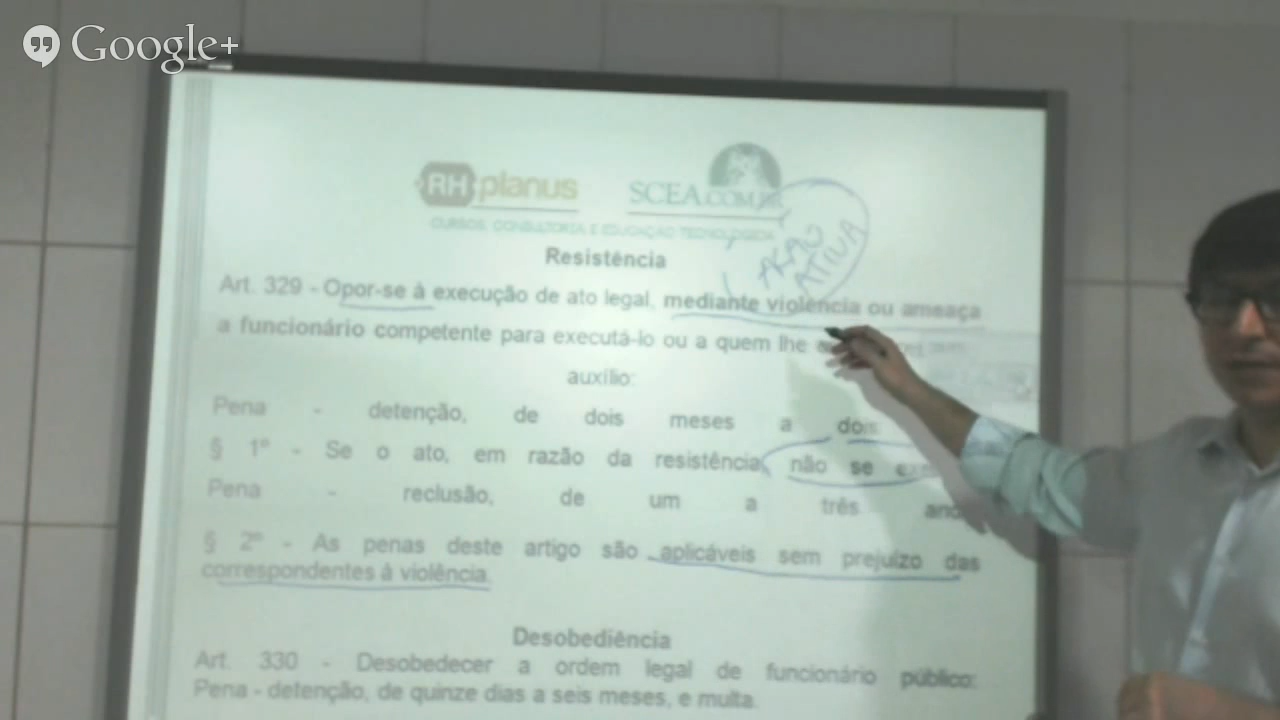 Google+
RH planus
SCEA.COM.BR
CURSOS, CONSULTORIA E EDUCAÇÃO TECNOLÓGICA
AÇÃO
ATIVA
Resistência
Art. 329 - Opor-se à execução de ato legal, mediante violência ou ameaça
a funcionário competente para executá-lo ou a quem lhe
auxílio:
Pena - detenção, de dois meses a dois
§ 1º - Se o ato, em razão da resistência, não se
Pena - reclusão, de um a três
§ 2º - As penas deste artigo são aplicáveis sem prejuízo das
correspondentes à violência.
Desobediência
Art. 330 - Desobedecer a ordem legal de funcionário público:
Pena - detenção, de quinze dias a seis meses, e multa.